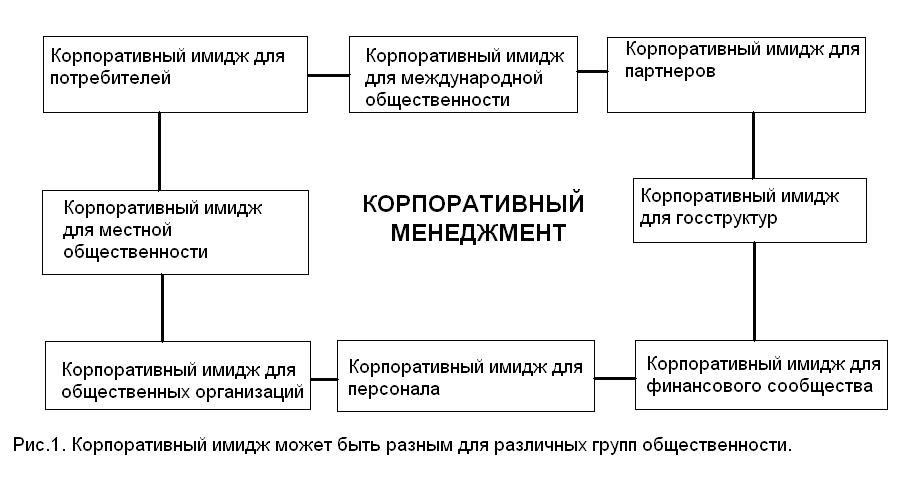 Корпоративный имидж для
потребителей
Корпоративный имидж
для международной
общественности
Корпоративный имидж для
партнеров
Корпоративный имидж
для местной
общественности
КОРПОРАТИВНЫЙ
МЕНЕДЖМЕНТ
Корпоративный имидж
для госструктур
Корпоративный имидж для
общественных организаций
Корпоративный имидж для
персонала
Корпоративный имидж для
финансового сообщества
Рис.1. Корпоративный имидж может быть разным для различных групп общественности.